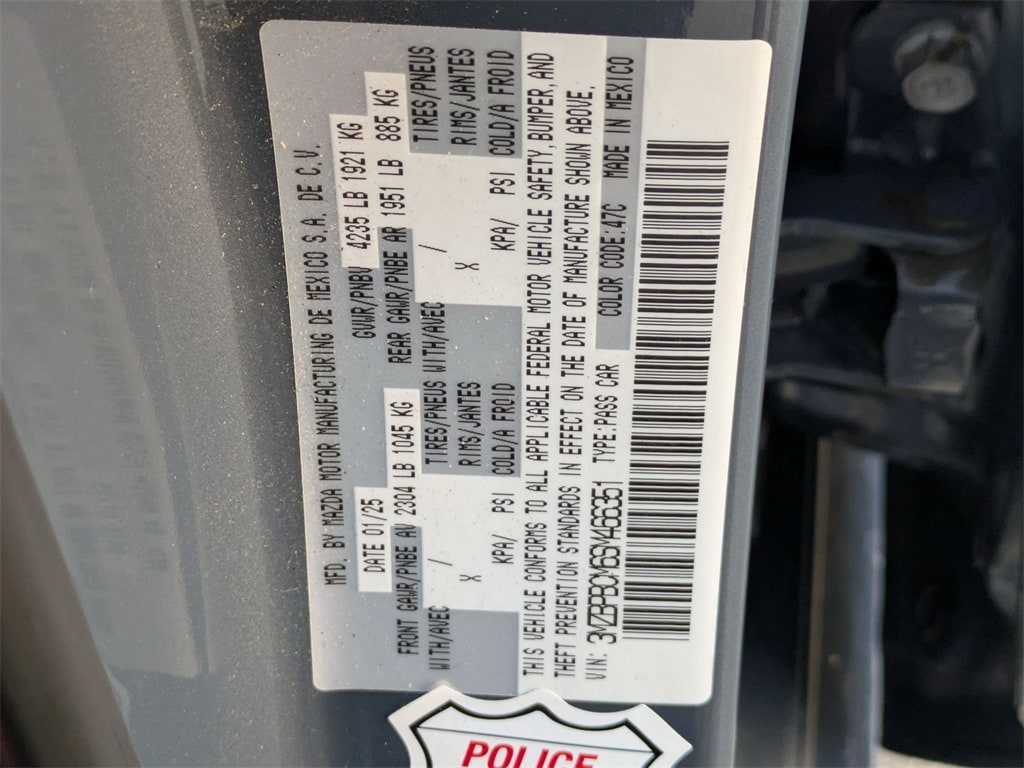 MFD. BY MAZDA MOTOR MANUFACTURING DE MEXICO S.A. DE C.V.
DATE 01/25 GVWR/PNBV 4235 LB 1921 KG
FRONT GAWR/PNBE AV 2304 LB 1045 KG REAR GAWR/PNBE AR 1951 LB 885 KG
WITH/AVEC / TIRES/PNEUS WITH/AVEC / TIRES/PNEUS
X RIMS/JANTES X RIMS/JANTES
KPA/ PSI COLD/A FROID KPA/ PSI COLD/A FROID
THIS VEHICLE CONFORMS TO ALL APPLICABLE FEDERAL MOTOR VEHICLE SAFETY, BUMPER, AND
THEFT PREVENTION STANDARDS IN EFFECT ON THE DATE OF MANUFACTURE SHOWN ABOVE.
VIN: 3MZBPBCM6SM466351 TYPE:PASS CAR COLOR CODE:47C MADE IN MEXICO
POLICE